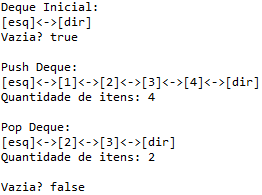 Deque Inicial:
[esq]<->[dir]
Vazia? true
Push Deque:
[esq]<->[1]<->[2]<->[3]<->[4]<->[dir]
Quantidade de itens: 4
Pop Deque:
[esq]<->[2]<->[3]<->[dir]
Quantidade de itens: 2
Vazia? false